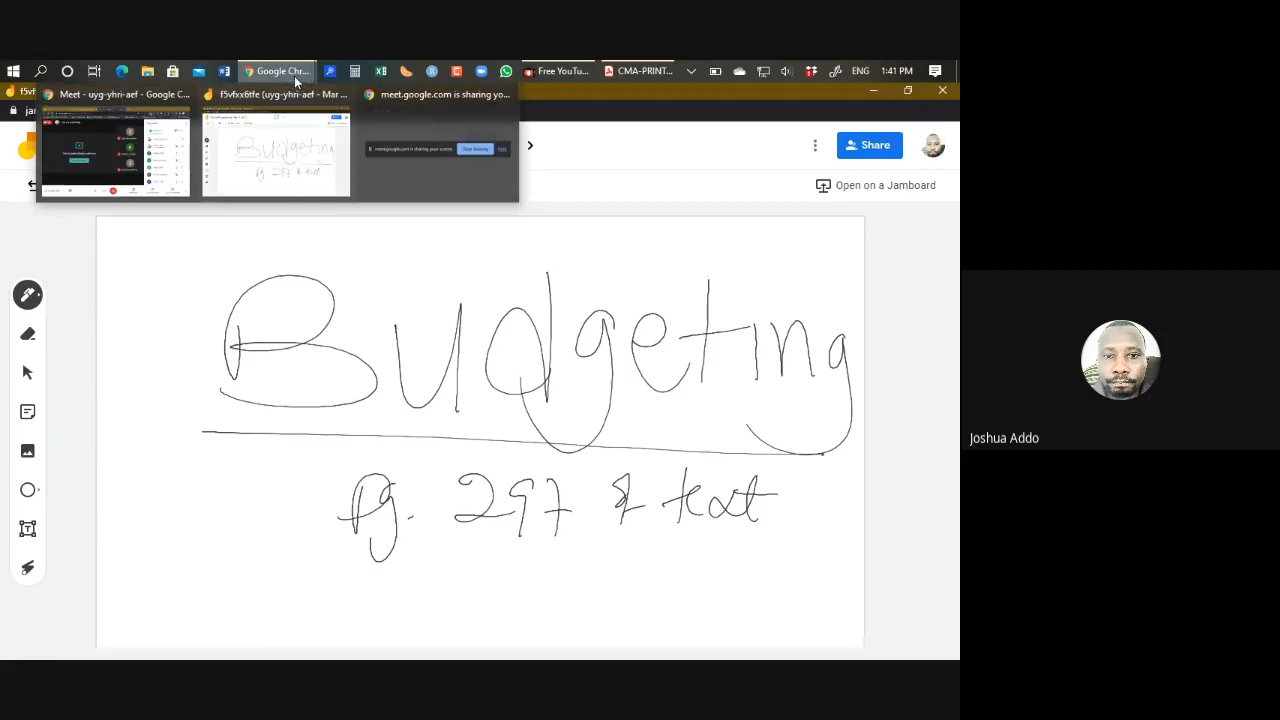 Google Chr...
Free YouTu...
CMA-PRINT...
ENG
1:41 PM
Meet - uyg-yhri-aef - Google C...
f5vfxx6tfe (uyg-yhri-aef - Mar ...
meet.google.com is sharing yo...
Share
Open on a Jamboard
Budgeting
pg. 297 & text
Joshua Addo